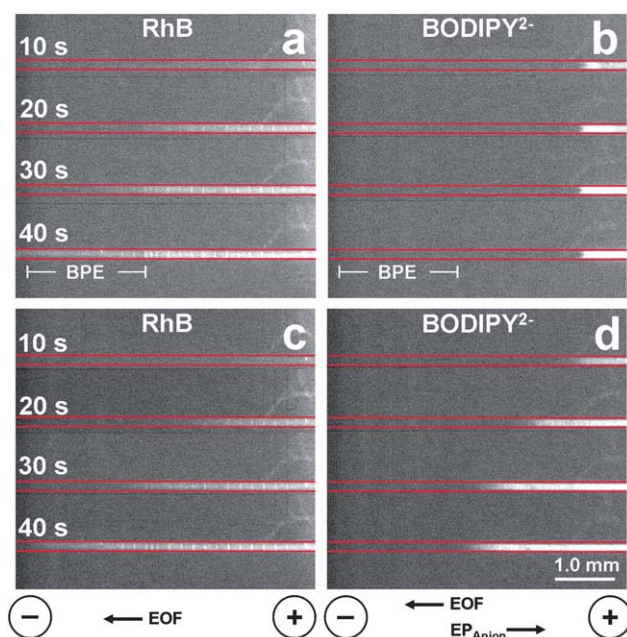 RhB
a
10 s
20 s
30 s
40 s
BPE
BODIPY²⁻
b
BPE
RhB
c
10 s
20 s
30 s
40 s
BODIPY²⁻
d
1.0 mm
− ← EOF +
− ← EOF +
EP_Anion →